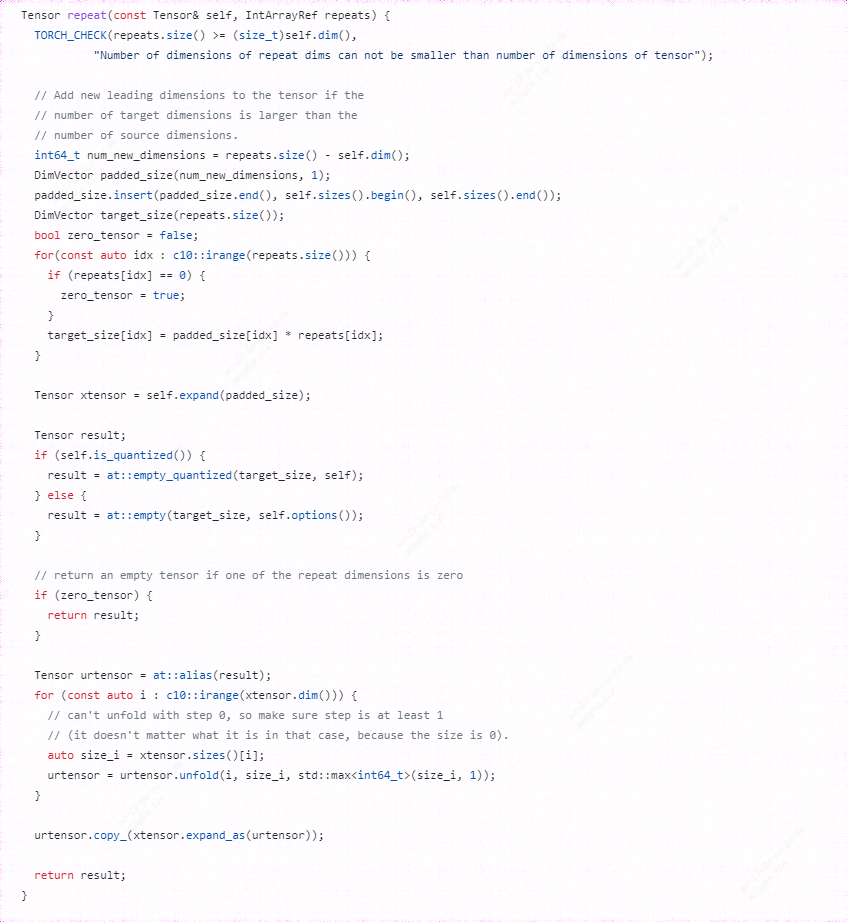 Tensor repeat(const Tensor& self, IntArrayRef repeats) {
  TORCH_CHECK(repeats.size() >= (size_t)self.dim(),
           "Number of dimensions of repeat dims can not be smaller than number of dimensions of tensor");

  // Add new leading dimensions to the tensor if the
  // number of target dimensions is larger than the
  // number of source dimensions.
  int64_t num_new_dimensions = repeats.size() - self.dim();
  DimVector padded_size(num_new_dimensions, 1);
  padded_size.insert(padded_size.end(), self.sizes().begin(), self.sizes().end());
  DimVector target_size(repeats.size());
  bool zero_tensor = false;
  for(const auto idx : c10::irange(repeats.size())) {
    if (repeats[idx] == 0) {
      zero_tensor = true;
    }
    target_size[idx] = padded_size[idx] * repeats[idx];
  }

  Tensor xtensor = self.expand(padded_size);

  Tensor result;
  if (self.is_quantized()) {
    result = at::empty_quantized(target_size, self);
  } else {
    result = at::empty(target_size, self.options());
  }

  // return an empty tensor if one of the repeat dimensions is zero
  if (zero_tensor) {
    return result;
  }

  Tensor urtensor = at::alias(result);
  for (const auto i : c10::irange(xtensor.dim())) {
    // can't unfold with step 0, so make sure step is at least 1
    // (it doesn't matter what it is in that case, because the size is 0).
    auto size_i = xtensor.sizes()[i];
    urtensor = urtensor.unfold(i, size_i, std::max<int64_t>(size_i, 1));
  }

  urtensor.copy_(xtensor.expand_as(urtensor));

  return result;
}